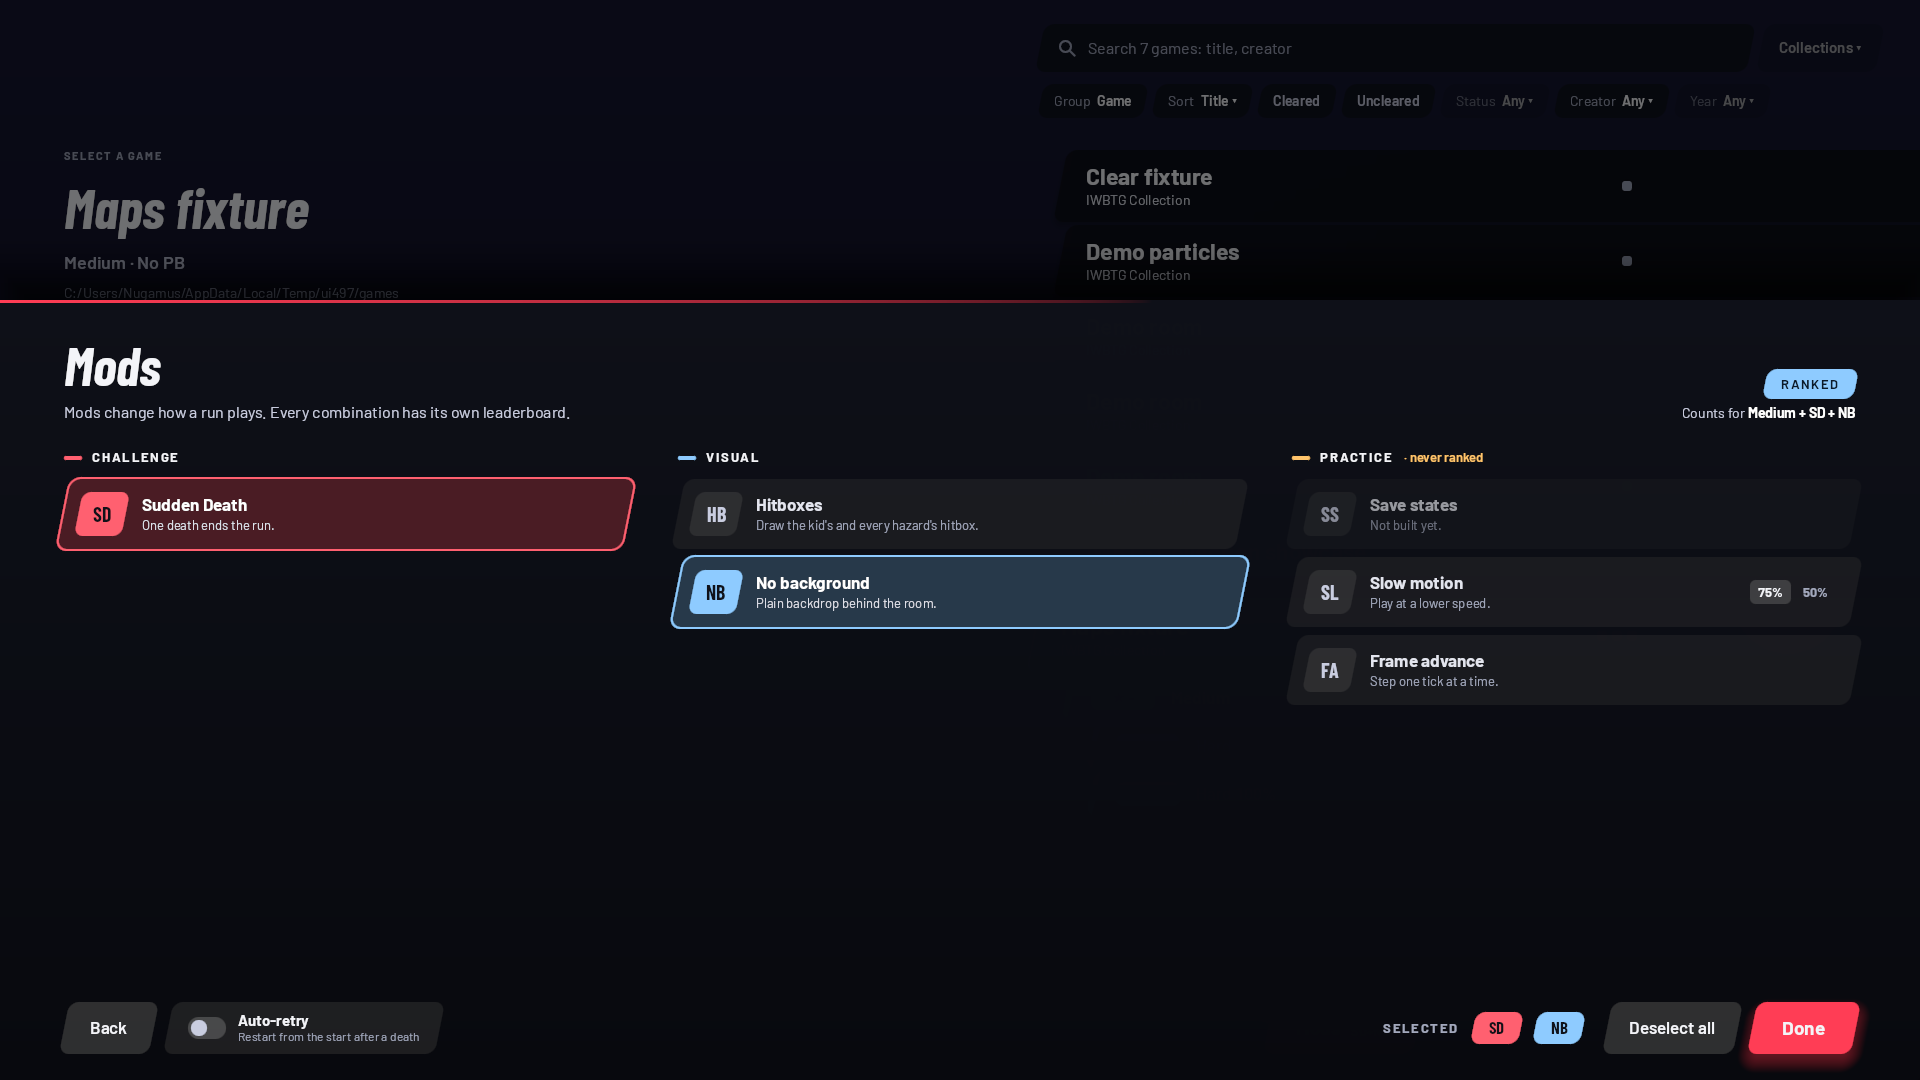 Search 7 games: title, creator
Collections
Group Game Sort Title Cleared Uncleared Status Any Creator Any Year Any
SELECT A GAME
Maps fixture
Medium · No PB
C:/Users/Nugamus/AppData/Local/Temp/ui497/games
Clear fixture
IWBTG Collection
Demo particles
IWBTG Collection
Mods
Mods change how a run plays. Every combination has its own leaderboard.
RANKED
Counts for Medium + SD + NB
CHALLENGE
SD Sudden Death
One death ends the run.
VISUAL
HB Hitboxes
Draw the kid's and every hazard's hitbox.
NB No background
Plain backdrop behind the room.
PRACTICE · never ranked
SS Save states
Not built yet.
SL Slow motion
Play at a lower speed.
75% 50%
FA Frame advance
Step one tick at a time.
Back
Auto-retry
Restart from the start after a death
SELECTED SD NB
Deselect all
Done